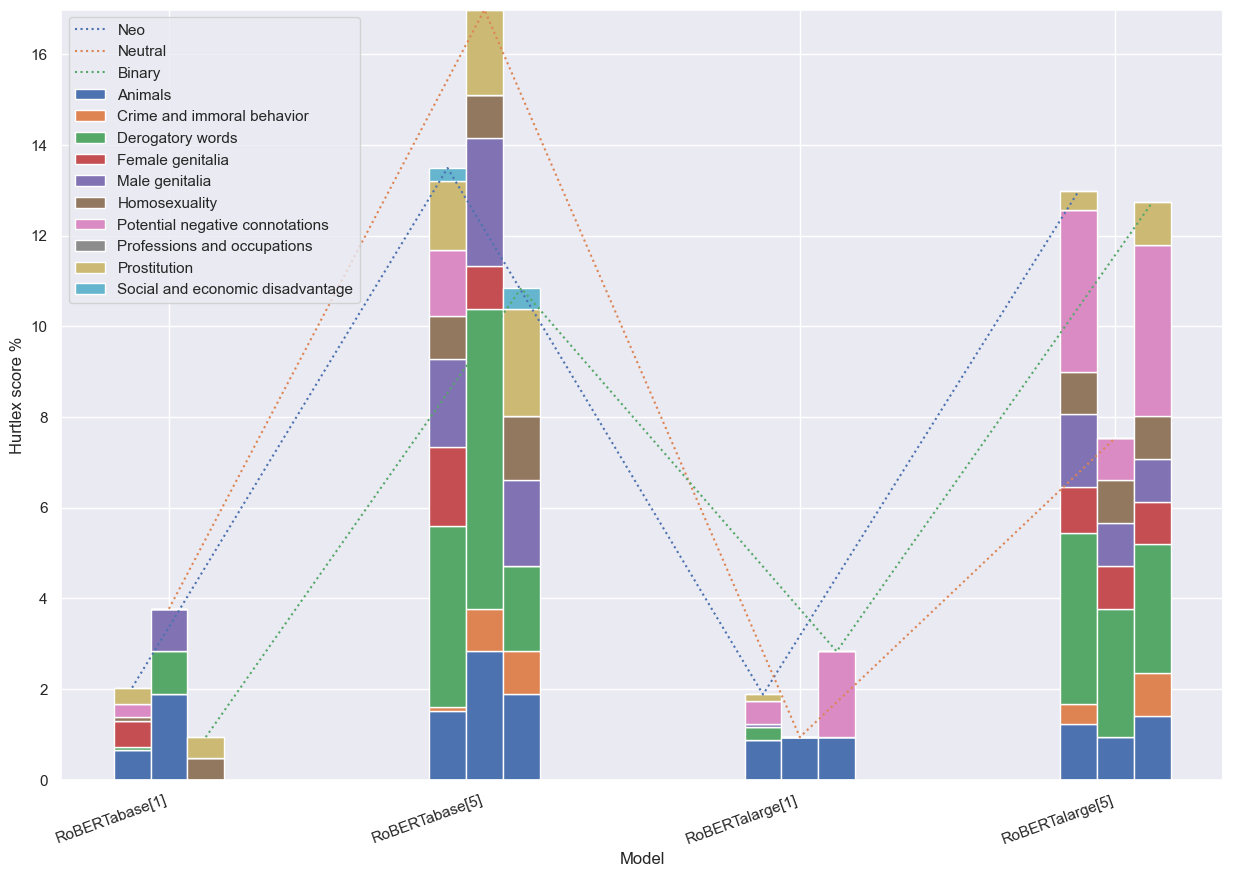 Neo
Neutral
Binary
Animals
Crime and immoral behavior
Derogatory words
Female genitalia
Male genitalia
Homosexuality
Potential negative connotations
Professions and occupations
Prostitution
Social and economic disadvantage
16
14
12
10
8
6
4
2
0
Hurtlex score %
RoBERTabase[1]
RoBERTabase[5]
RoBERTalarge[1]
RoBERTalarge[5]
Model